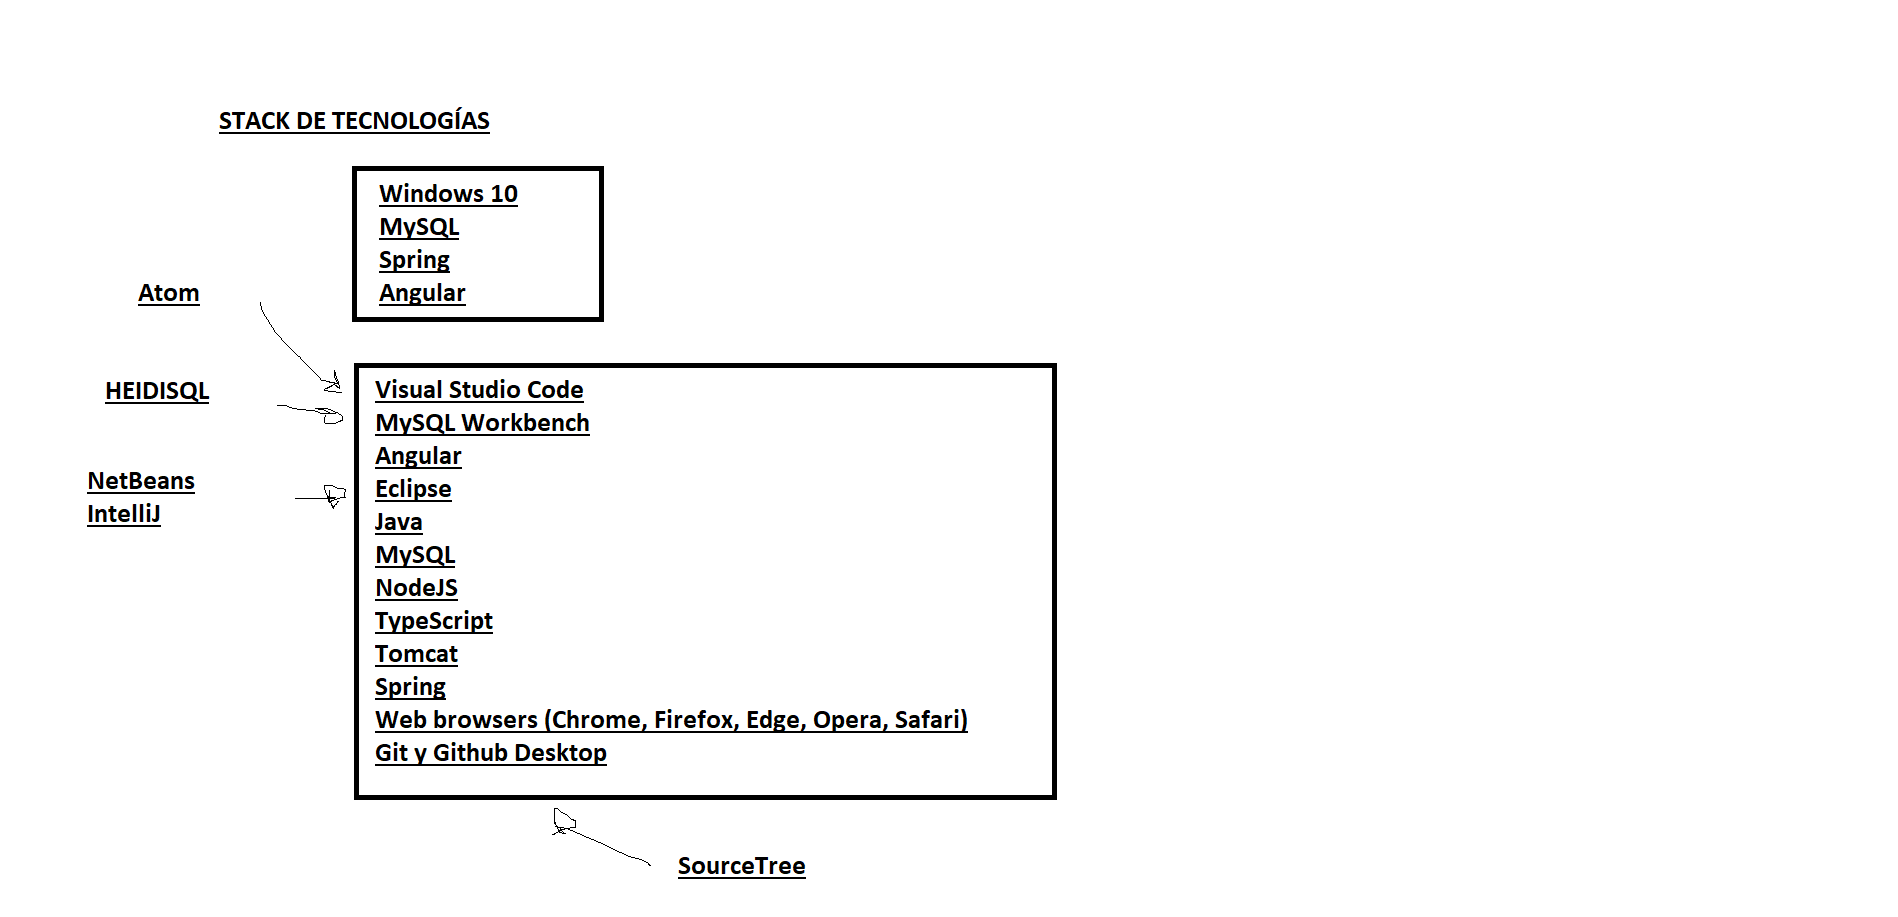 STACK DE TECNOLOGÍAS
Windows 10
MySQL
Spring
Angular
Atom
Visual Studio Code
HEIDISQL
MySQL Workbench
Angular
NetBeans
Eclipse
IntelliJ
Java
MySQL
NodeJS
TypeScript
Tomcat
Spring
Web browsers (Chrome, Firefox, Edge, Opera, Safari)
Git y Github Desktop
SourceTree